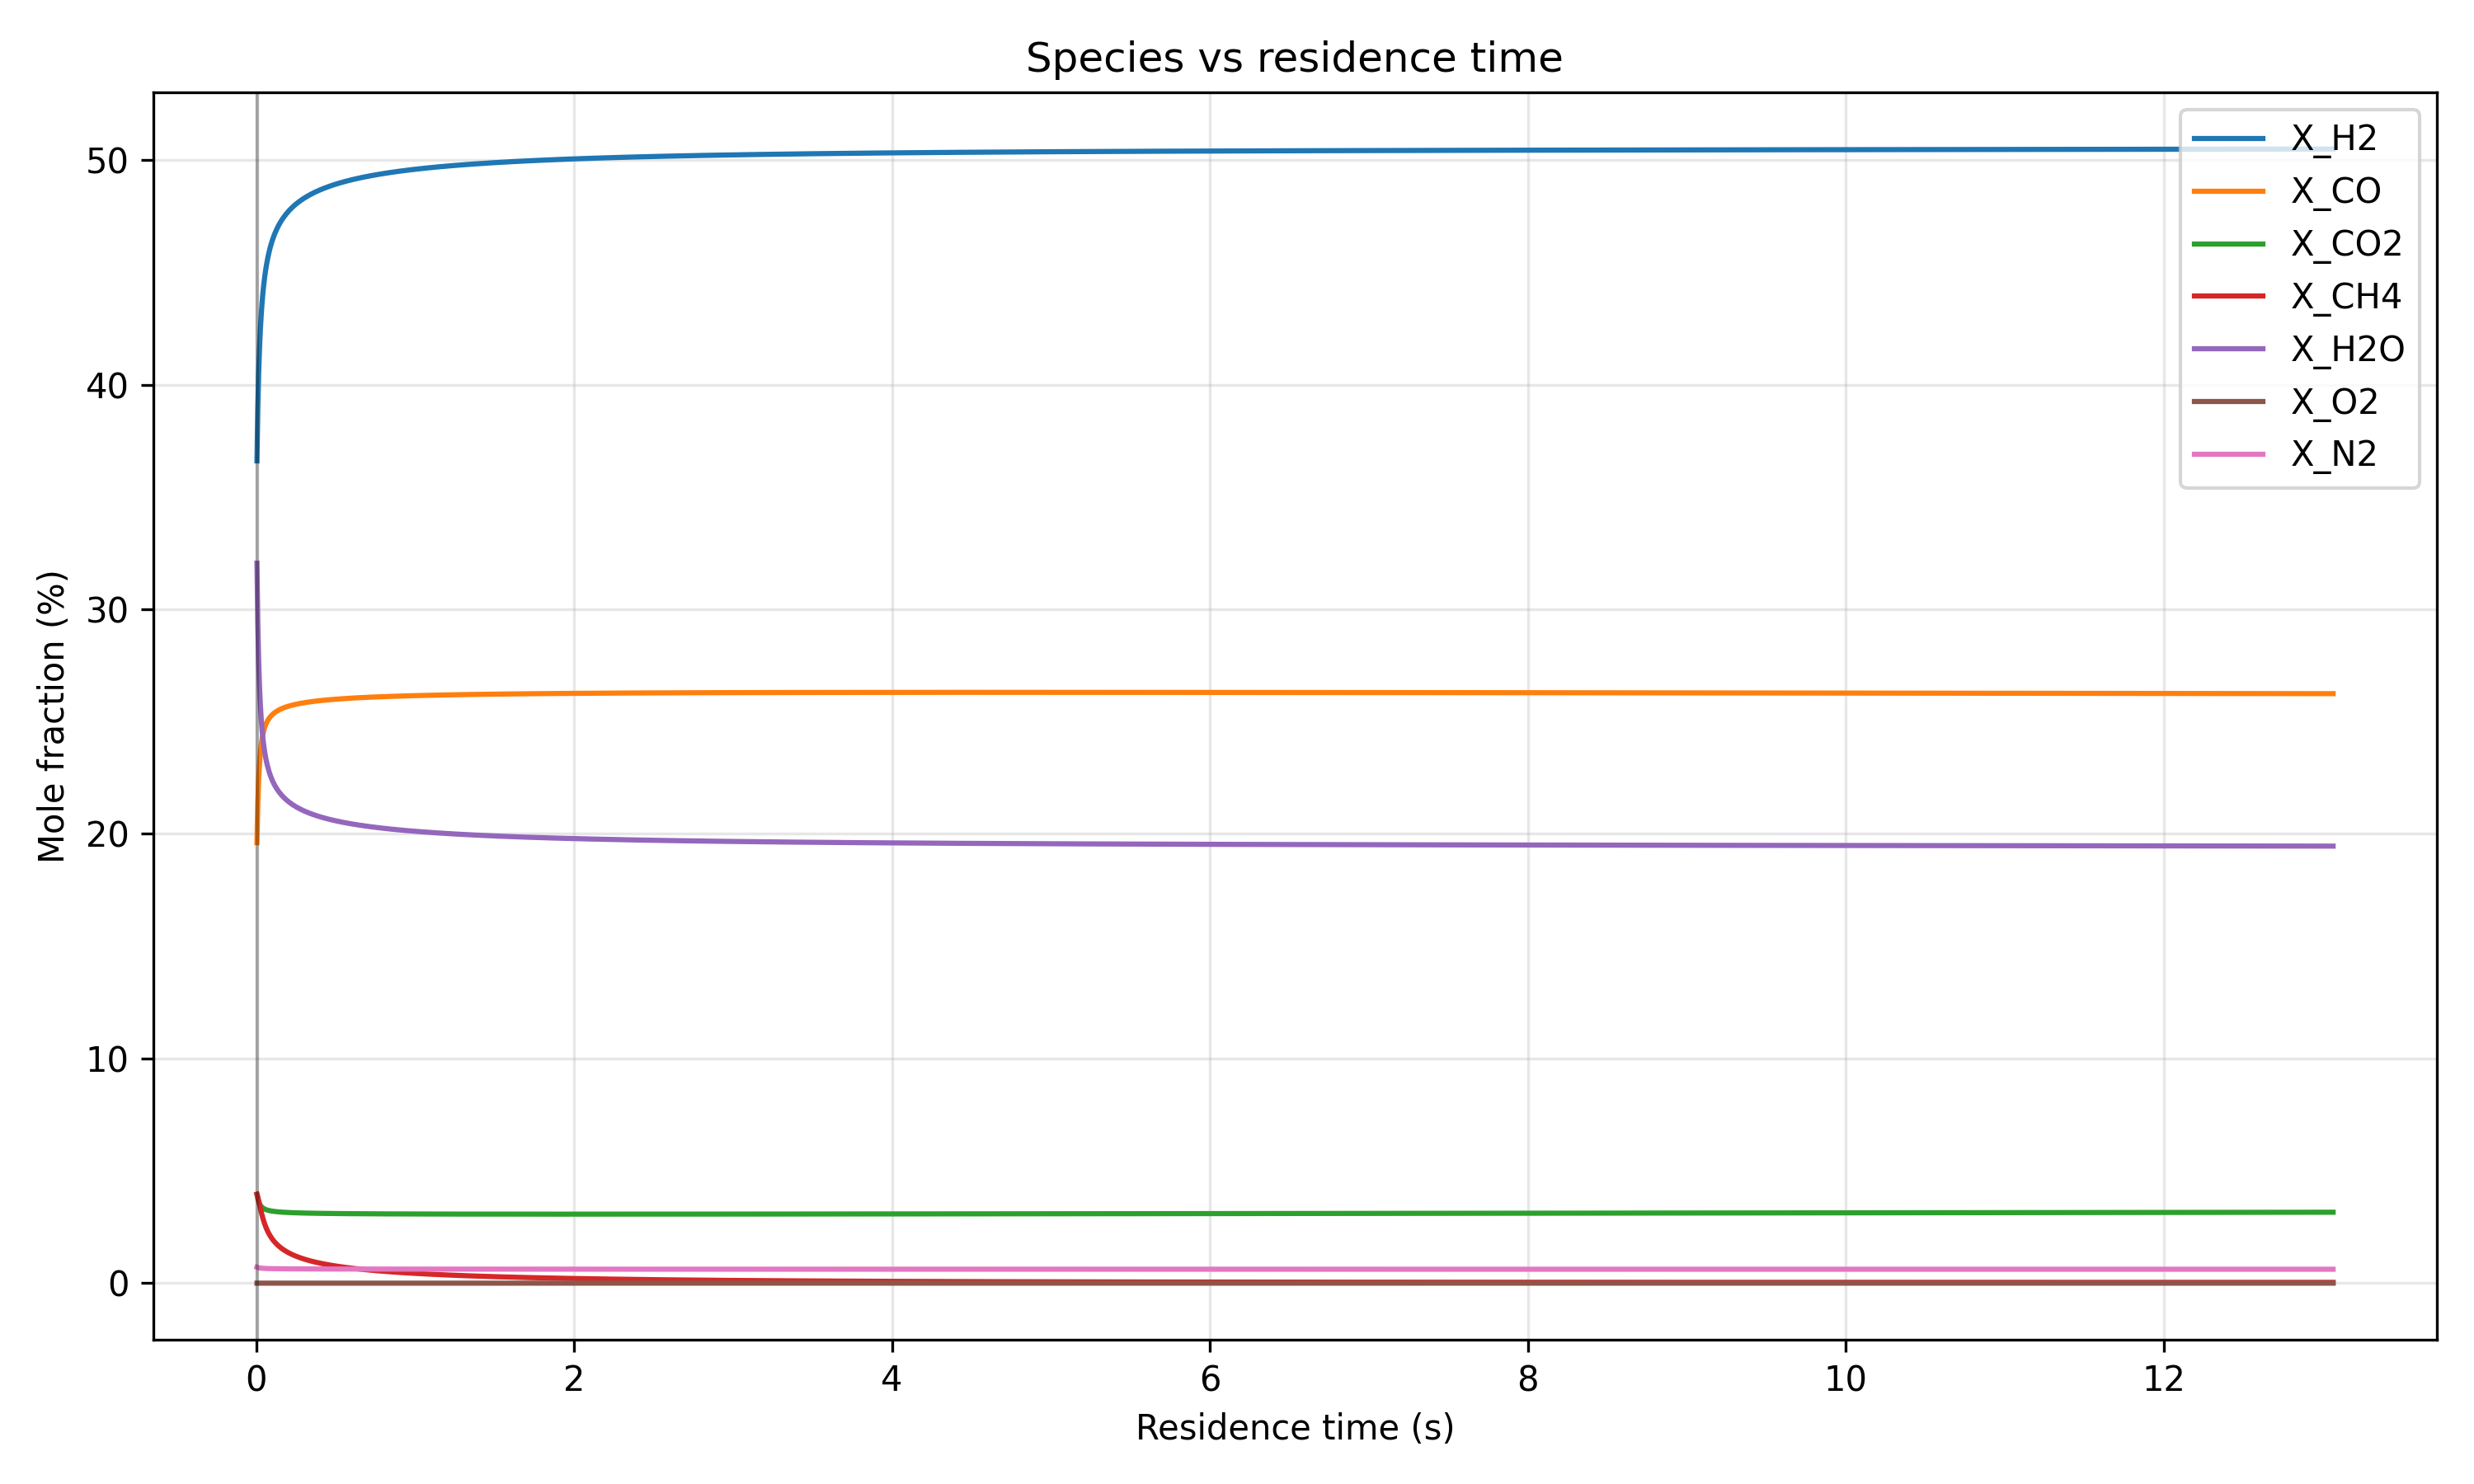 Species vs residence time
Mole fraction (%)
50
40
30
20
10
0
0
2
4
6
8
10
12
Residence time (s)
X_H2
X_CO
X_CO2
X_CH4
X_H2O
X_O2
X_N2